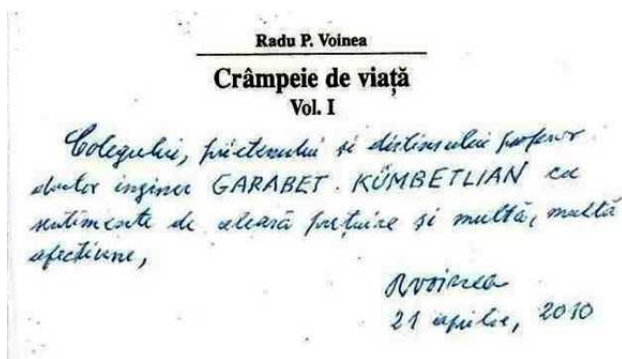 Radu P. Voinea
Crâmpeie de viață
Vol. I
Colegului, prietenului și distinsului profesor
doctor inginer GARABET. KÜMBETLIAN cu
sentimente de aleasă prețuire și multă, multă
afecțiune,
RVoinea
21 aprilie, 2010